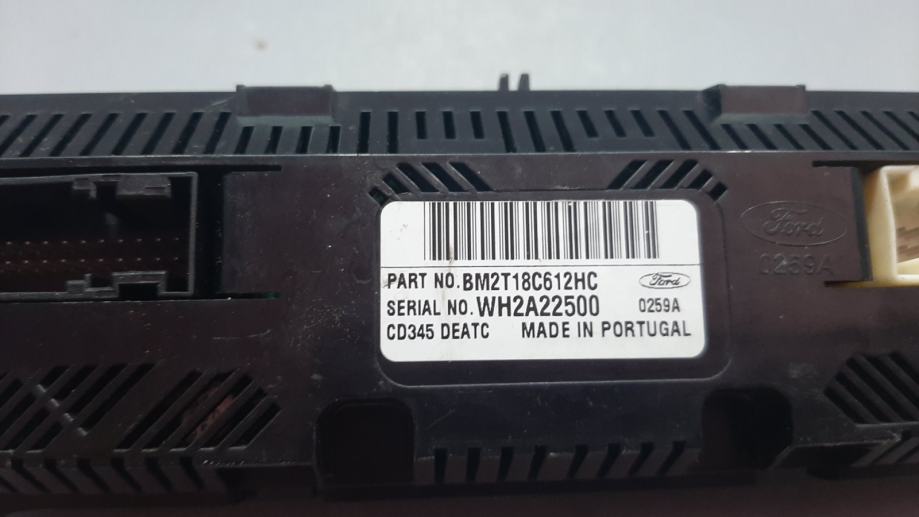 Ford
0259A
PART NO.BM2T18C612HC
Ford
SERIAL NO.WH2A22500 0259A
CD345 DEATC MADE IN PORTUGAL